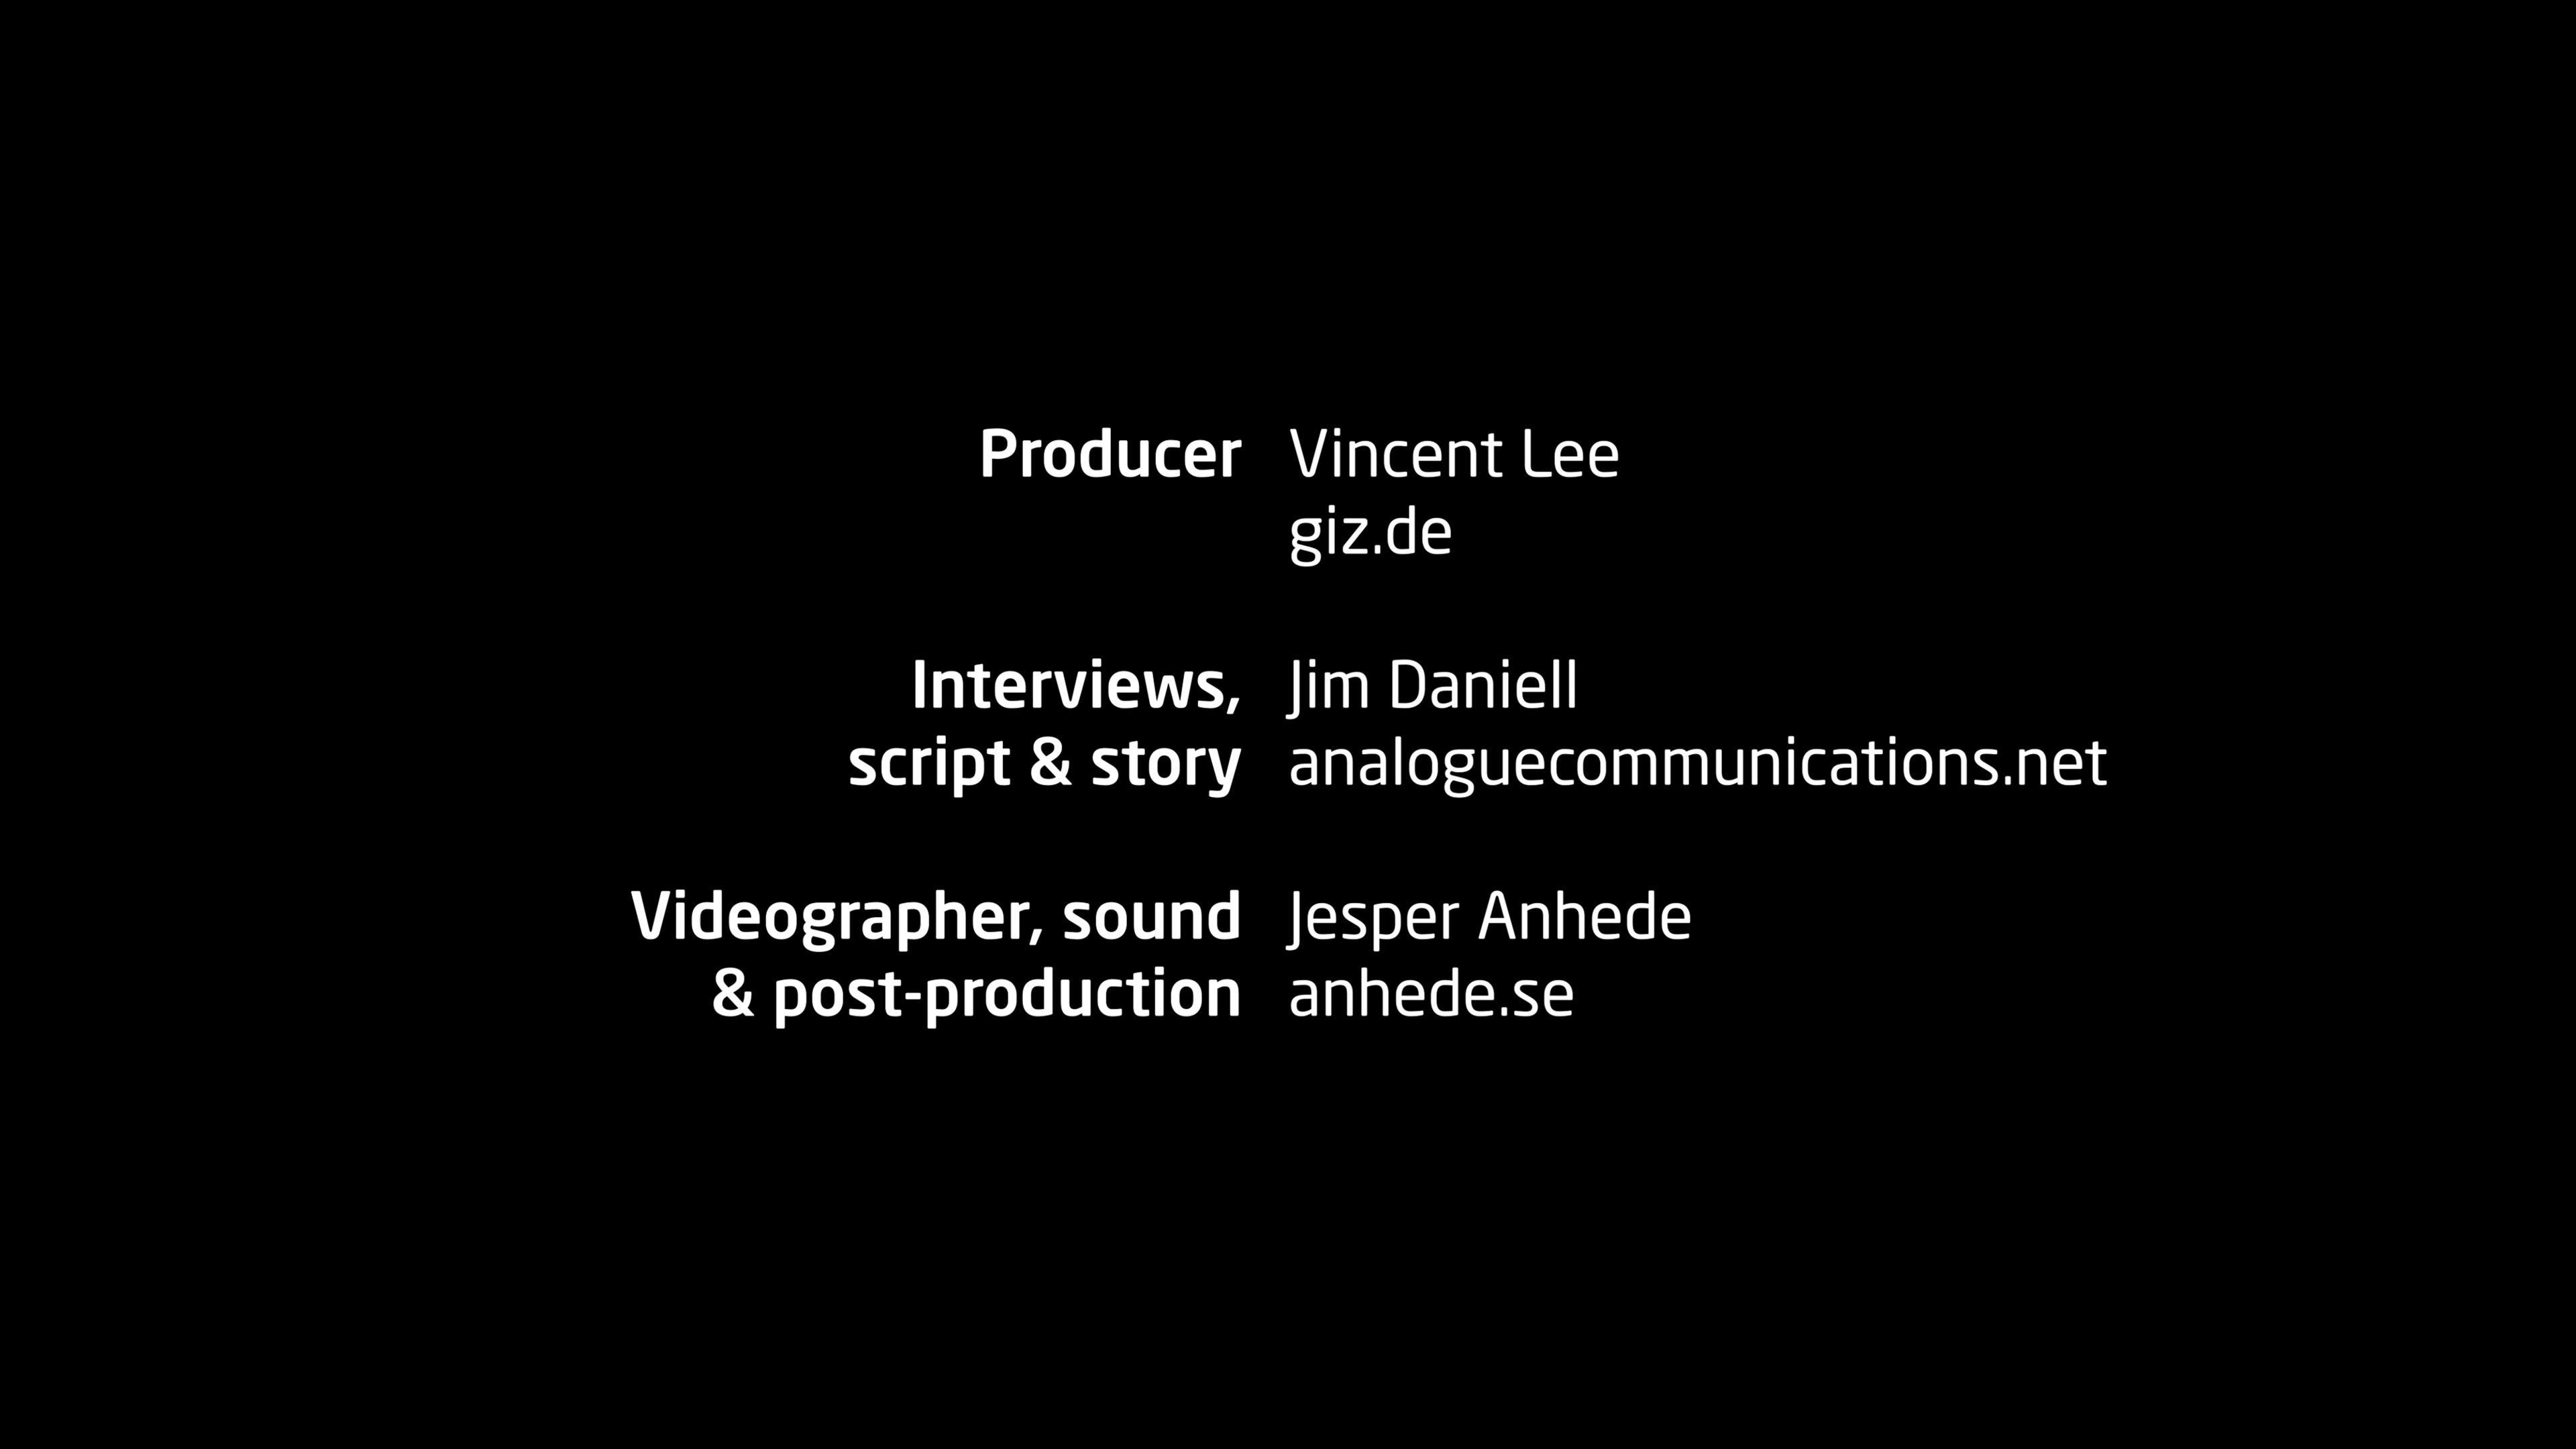 Producer Vincent Lee
giz.de
Interviews, Jim Daniell
script & story analoguecommunications.net
Videographer, sound Jesper Anhede
& post-production anhede.se